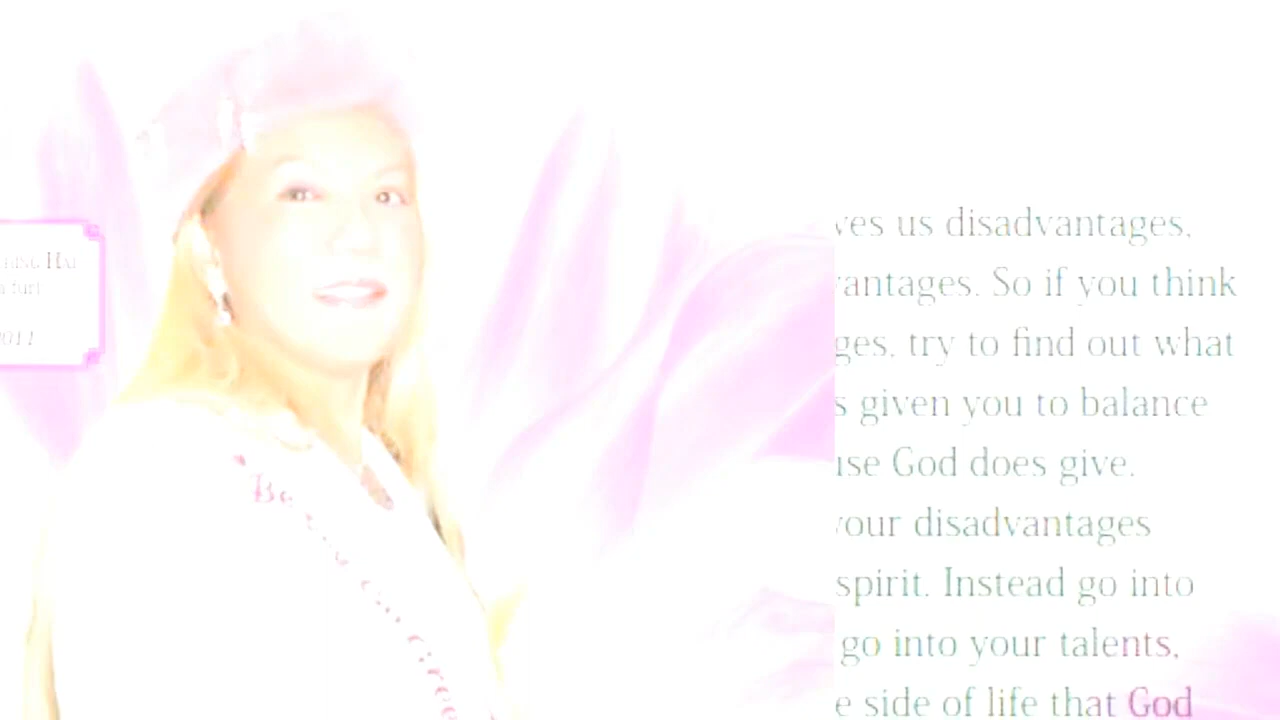 2011
ves us disadvantages,
vantages. So if you think
ges, try to find out what
s given you to balance
use God does give.
your disadvantages
spirit. Instead go into
go into your talents,
e side of life that God